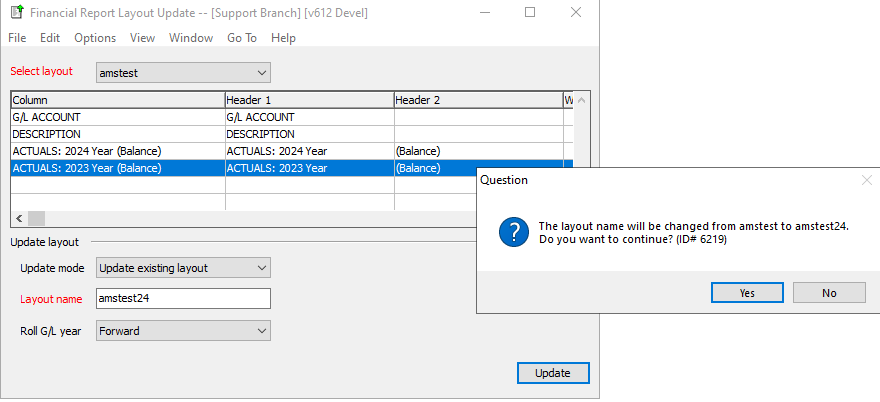 Financial Report Layout Update -- [Support Branch] [v612 Devel]
File Edit Options View Window Go To Help
Select layout amstest
Column Header 1 Header 2 W
G/L ACCOUNT G/L ACCOUNT
DESCRIPTION DESCRIPTION
ACTUALS: 2024 Year (Balance) ACTUALS: 2024 Year (Balance)
ACTUALS: 2023 Year (Balance) ACTUALS: 2023 Year (Balance)
Update layout
Update mode Update existing layout
Layout name amstest24
Roll G/L year Forward
Update
Question
The layout name will be changed from amstest to amstest24.
Do you want to continue? (ID# 6219)
Yes No